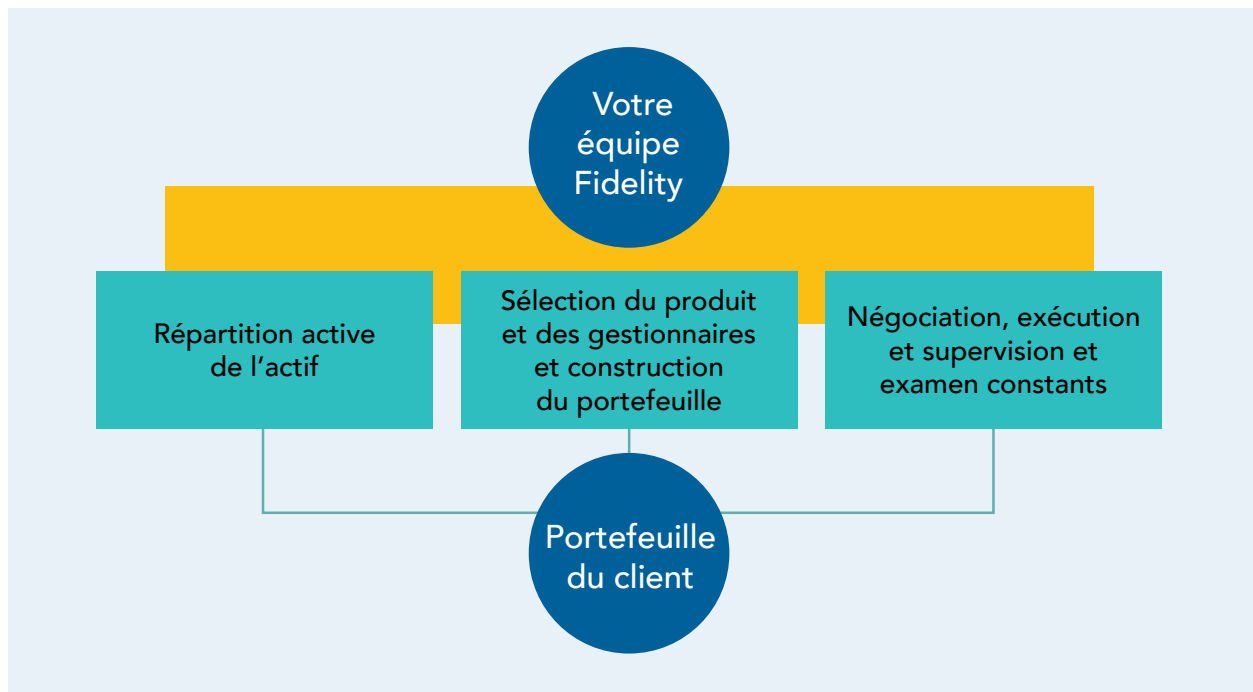 Votre
équipe
Fidelity
Répartition active
de l’actif
Sélection du produit
et des gestionnaires
et construction
du portefeuille
Négociation, exécution
et supervision et
examen constants
Portefeuille
du client